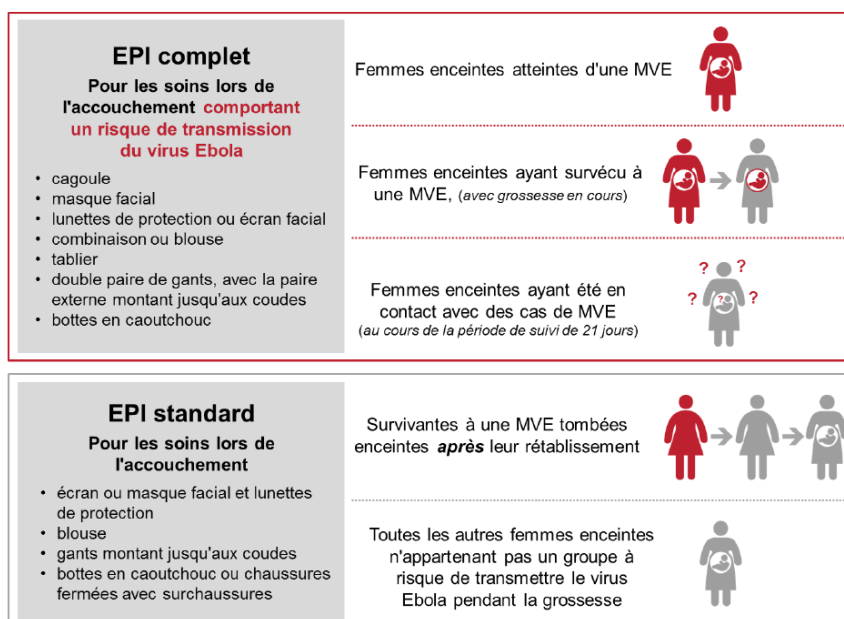 EPI complet
Pour les soins lors de
l'accouchement comportant
un risque de transmission
du virus Ebola
• cagoule
• masque facial
• lunettes de protection ou écran facial
• combinaison ou blouse
• tablier
• double paire de gants, avec la paire
externe montant jusqu'aux coudes
• bottes en caoutchouc
Femmes enceintes atteintes d'une MVE
Femmes enceintes ayant survécu à
une MVE, (avec grossesse en cours)
Femmes enceintes ayant été en
contact avec des cas de MVE
(au cours de la période de suivi de 21 jours)
? ?
? ? ?
EPI standard
Pour les soins lors de
l'accouchement
• écran ou masque facial et lunettes
de protection
• blouse
• gants montant jusqu'aux coudes
• bottes en caoutchouc ou chaussures
fermées avec surchaussures
Survivantes à une MVE tombées
enceintes après leur rétablissement
Toutes les autres femmes enceintes
n'appartenant pas un groupe à
risque de transmettre le virus
Ebola pendant la grossesse